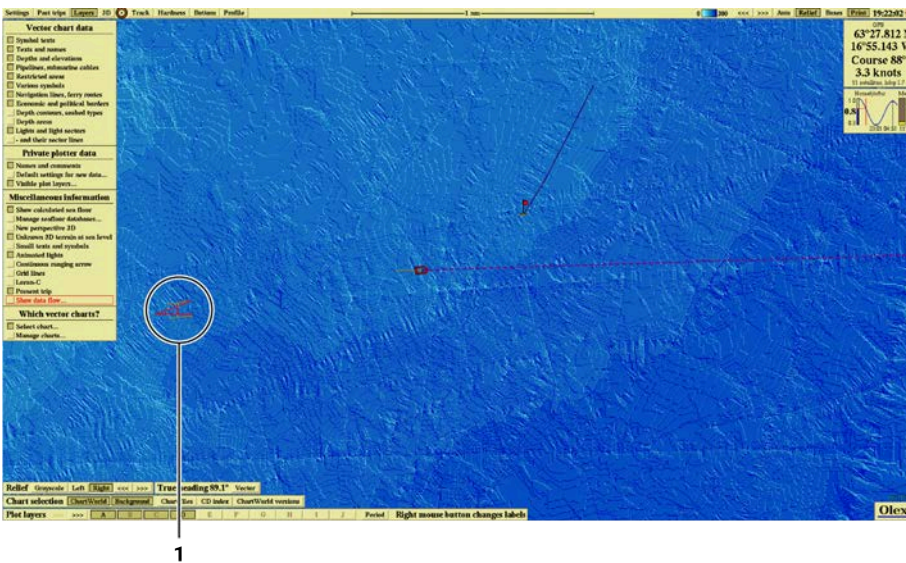 Settings Past trips Layers 3D Track Hardness Bottom Profile 1 nm 0 200 <<< >>> Auto Relief Boxes Print 19:22:02
Vector chart data
Symbol texts
Texts and names
Depths and elevations
Pipelines, submarine cables
Restricted areas
Various symbols
Navigation lines, ferry routes
Economic and political borders
Depth contours, seabed types
Depth areas
Lights and light sectors
- and their sector lines
Private plotter data
Names and comments
Default settings for new data...
Visible plot layers...
Miscellaneous information
Show calculated sea floor
Manage seafloor databases...
New perspective 3D
Unknown 3D terrain at sea level
Small texts and symbols
Animated lights
Continuous ranging arrow
Grid lines
Loran-C
Present trip
Show data flow...
Which vector charts?
Select chart...
Manage charts...
GPS
63°27.812
16°55.143
Course 88°
3.3 knots
Relief Grayscale Left Right <<< >>> True heading 89.1° Vector
Chart selection ChartWorld Background CD index ChartWorld versions
Plot layers >>> A E F G H I J Period Right mouse button changes labels
Olex
1